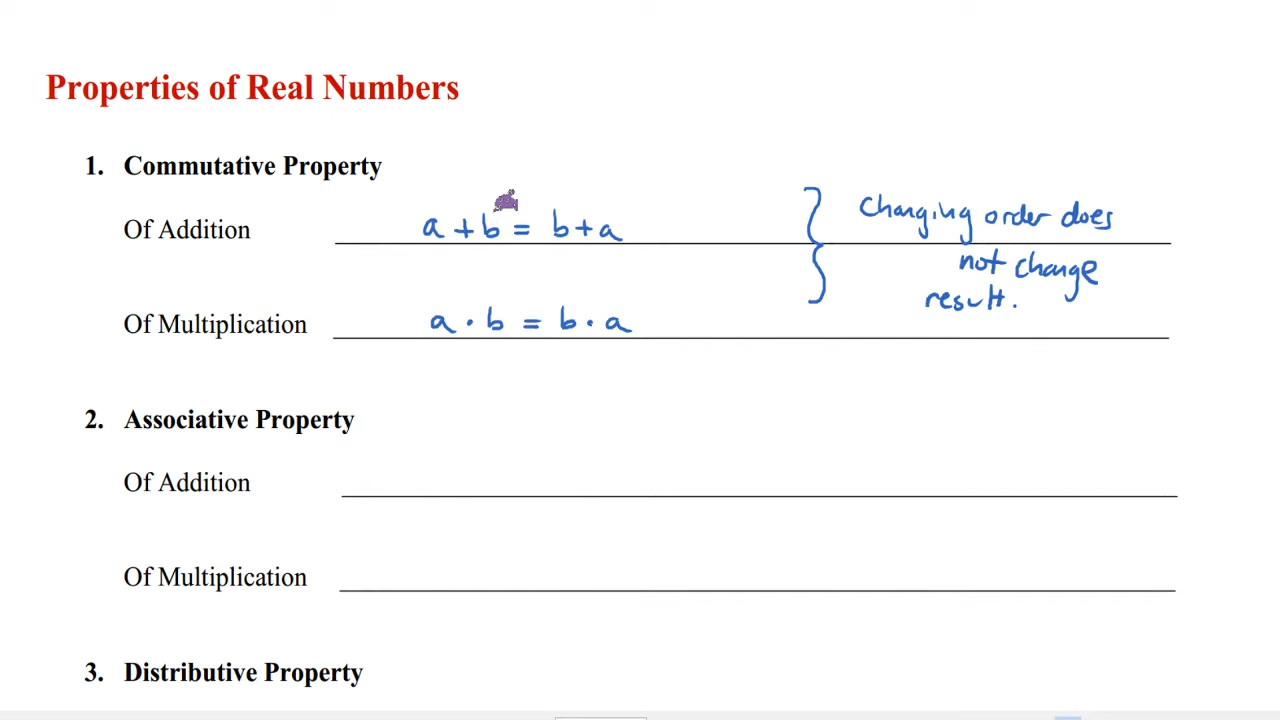 Properties of Real Numbers
1. Commutative Property
Of Addition a + b = b + a
Of Multiplication a · b = b · a
} changing order does
not change
result.
2. Associative Property
Of Addition
Of Multiplication
3. Distributive Property